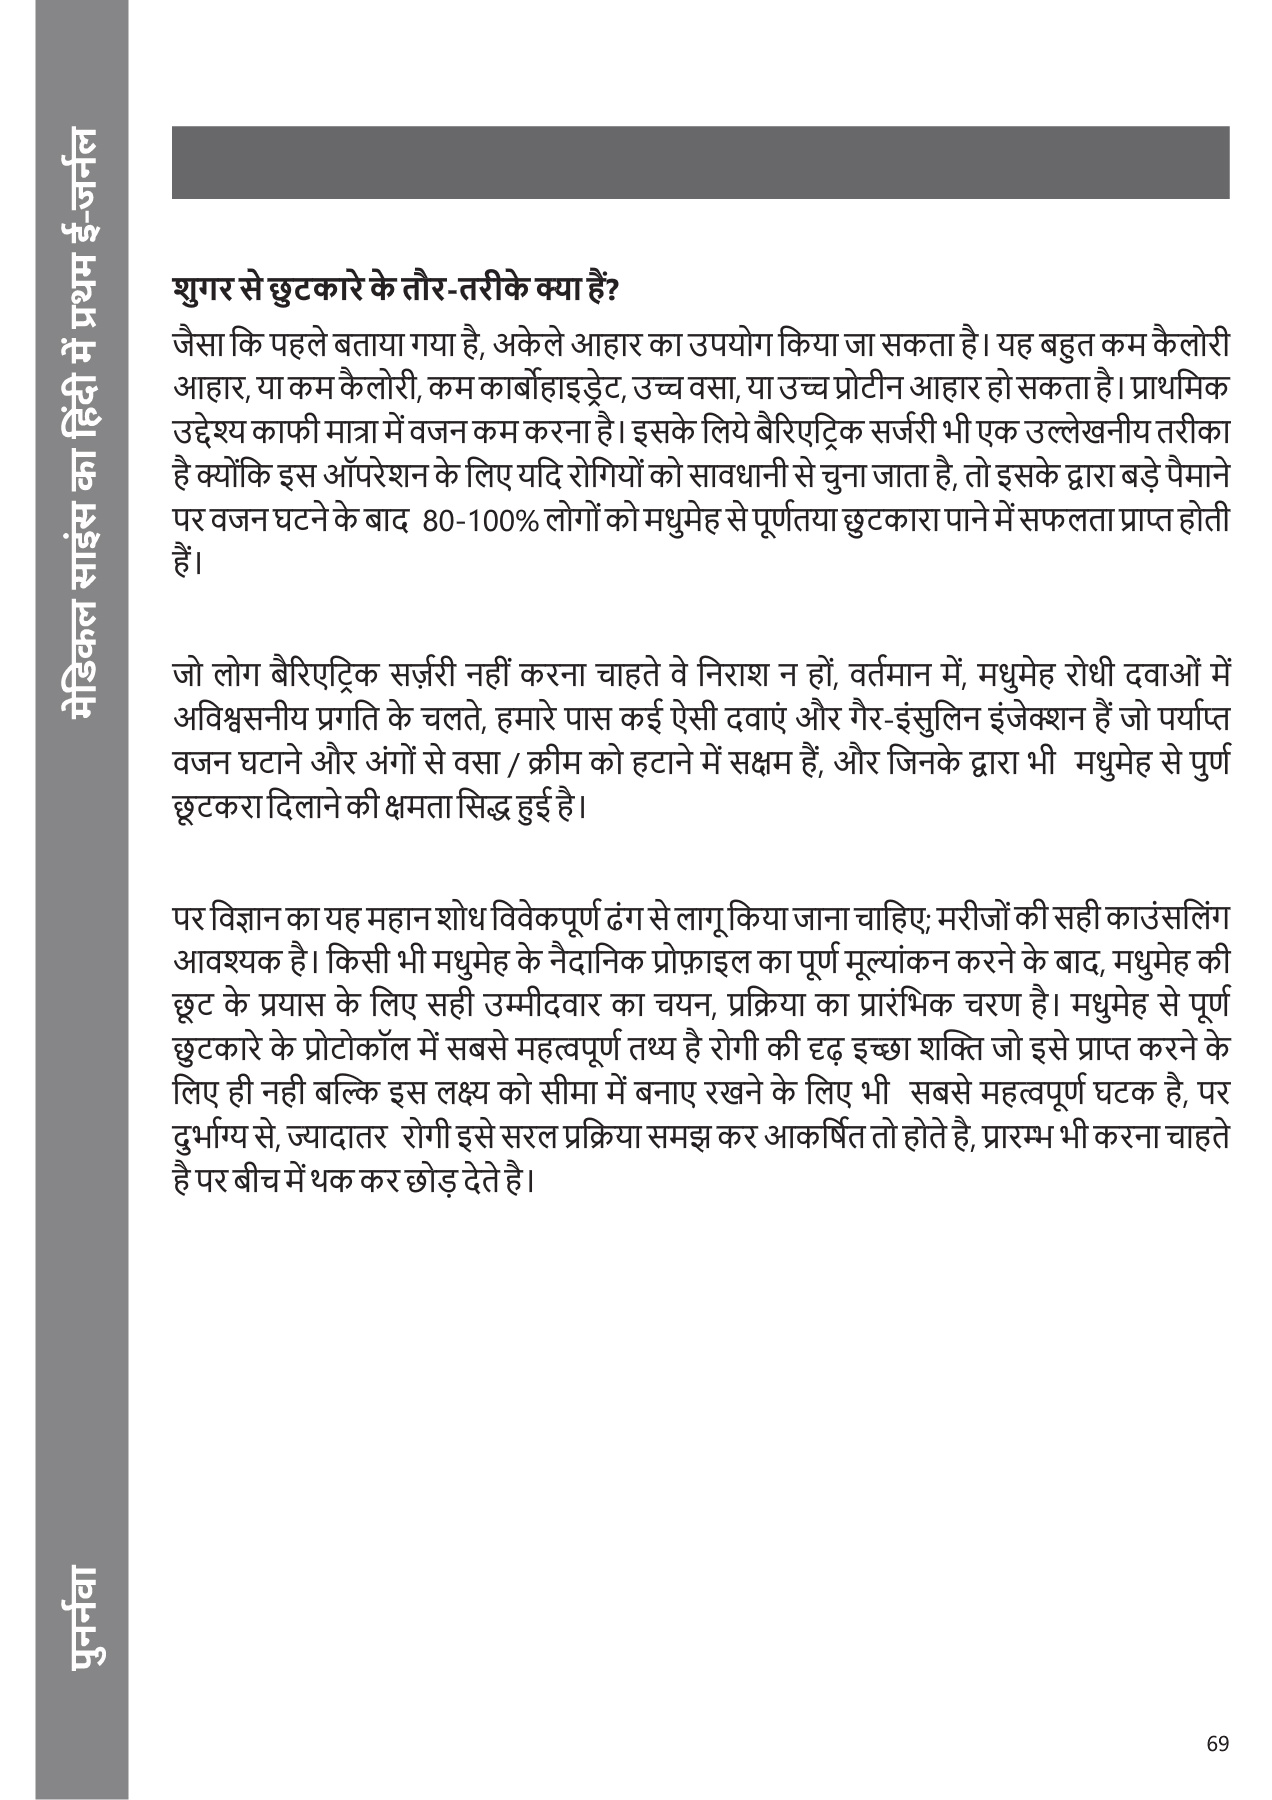 मेडिकल साइंस का हिंदी में प्रथम ई-जर्नल
पुनर्नवा
शुगर से छुटकारे के तौर-तरीके क्या हैं?
जैसा कि पहले बताया गया है, अकेले आहार का उपयोग किया जा सकता है। यह बहुत कम कैलोरी
आहार, या कम कैलोरी, कम कार्बोहाइड्रेट, उच्च वसा, या उच्च प्रोटीन आहार हो सकता है। प्राथमिक
उद्देश्य काफी मात्रा में वजन कम करना है। इसके लिये बैरिएट्रिक सर्जरी भी एक उल्लेखनीय तरीका
है क्योंकि इस ऑपरेशन के लिए यदि रोगियों को सावधानी से चुना जाता है, तो इसके द्वारा बड़े पैमाने
पर वजन घटने के बाद 80-100% लोगों को मधुमेह से पूर्णतया छुटकारा पाने में सफलता प्राप्त होती
हैं।
जो लोग बैरिएट्रिक सर्ज़री नहीं करना चाहते वे निराश न हों, वर्तमान में, मधुमेह रोधी दवाओं में
अविश्वसनीय प्रगति के चलते, हमारे पास कई ऐसी दवाएं और गैर-इंसुलिन इंजेक्शन हैं जो पर्याप्त
वजन घटाने और अंगों से वसा / क्रीम को हटाने में सक्षम हैं, और जिनके द्वारा भी मधुमेह से पुर्ण
छूटकरा दिलाने की क्षमता सिद्ध हुई है।
पर विज्ञान का यह महान शोध विवेकपूर्ण ढंग से लागू किया जाना चाहिए; मरीजों की सही काउंसलिंग
आवश्यक है। किसी भी मधुमेह के नैदानिक प्रोफ़ाइल का पूर्ण मूल्यांकन करने के बाद, मधुमेह की
छूट के प्रयास के लिए सही उम्मीदवार का चयन, प्रक्रिया का प्रारंभिक चरण है। मधुमेह से पूर्ण
छुटकारे के प्रोटोकॉल में सबसे महत्वपूर्ण तथ्य है रोगी की दृढ़ इच्छा शक्ति जो इसे प्राप्त करने के
लिए ही नही बल्कि इस लक्ष्य को सीमा में बनाए रखने के लिए भी सबसे महत्वपूर्ण घटक है, पर
दुर्भाग्य से, ज्यादातर रोगी इसे सरल प्रक्रिया समझ कर आकर्षित तो होते है, प्रारम्भ भी करना चाहते
है पर बीच में थक कर छोड़ देते है।
69